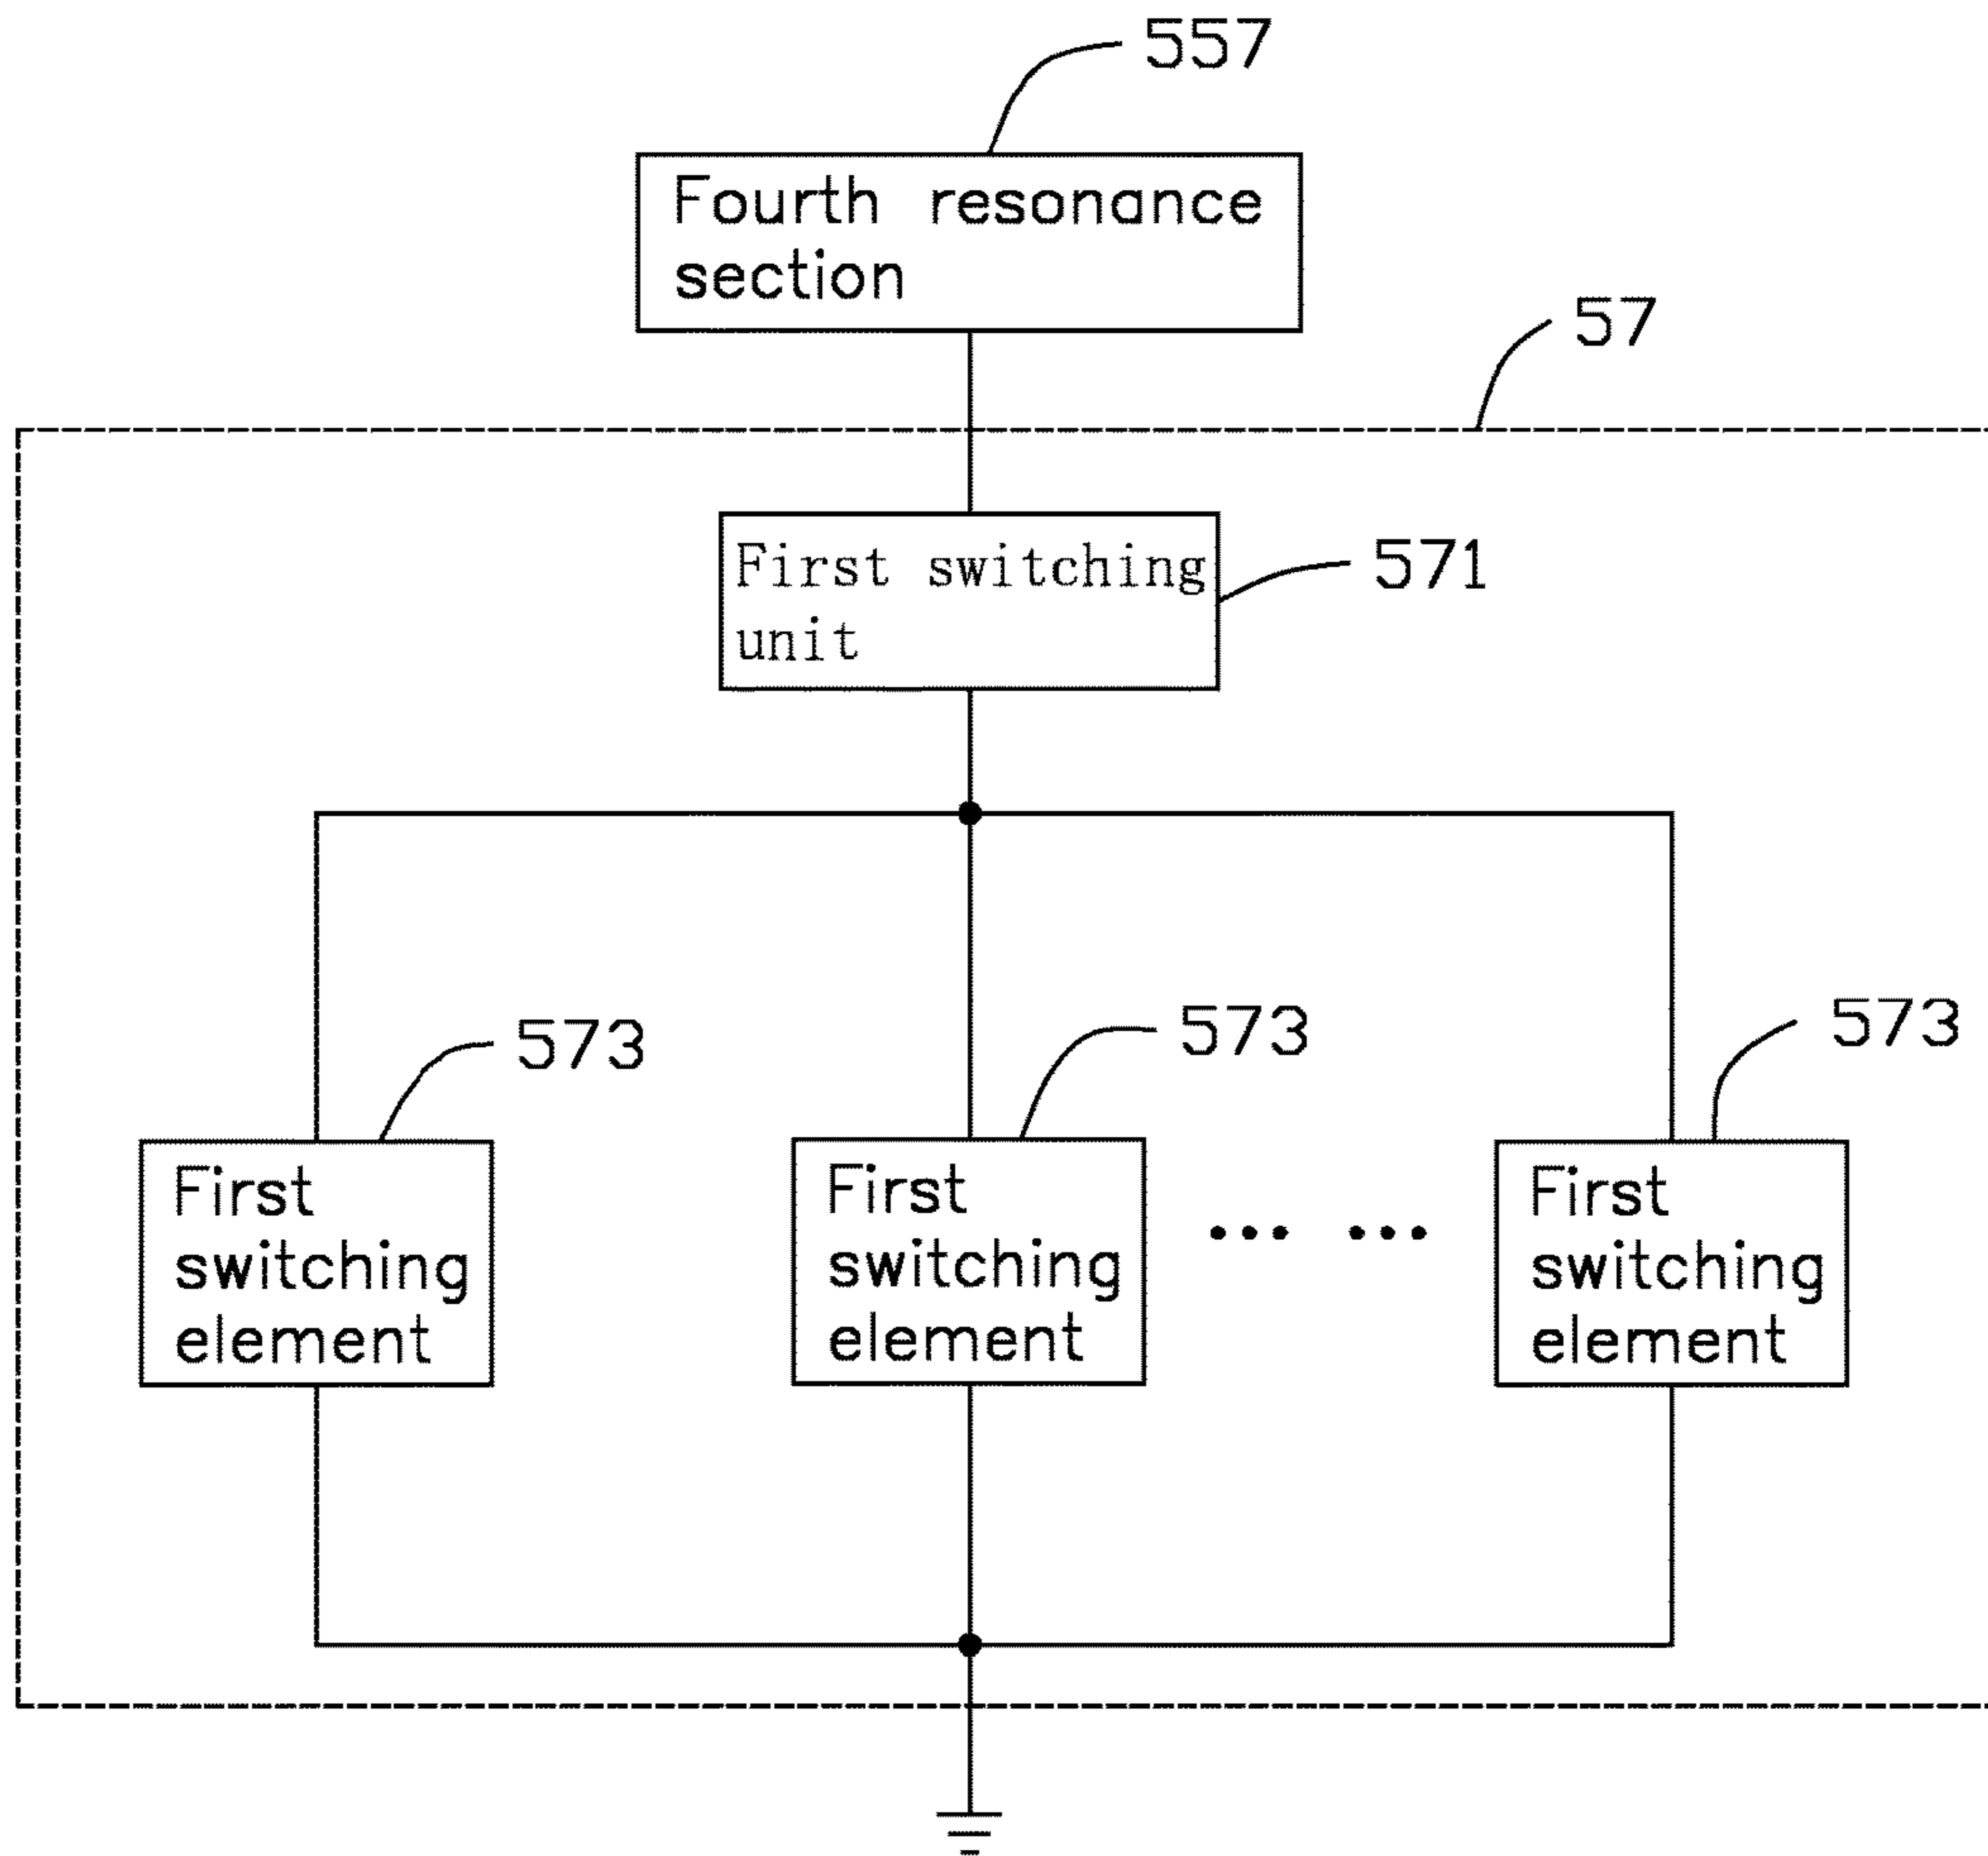 557
Fourth resonance
section
57
First switching
unit
571
573
573
573
First
switching
element
First
switching
element
... ...
First
switching
element